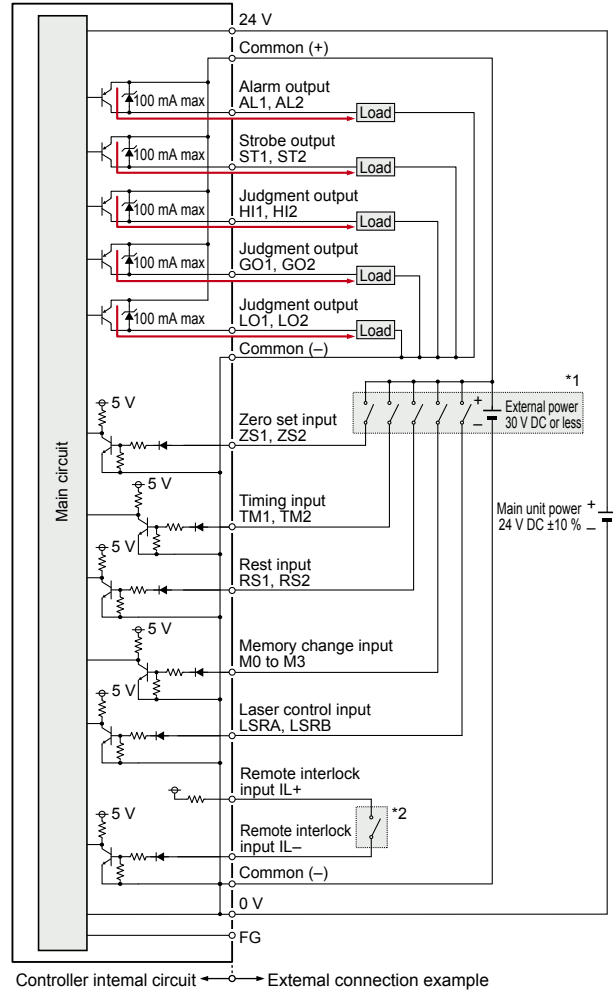 24 V
Common (+)
Alarm output
AL1, AL2
100 mA max
Load
Strobe output
ST1, ST2
100 mA max
Load
Judgment output
HI1, HI2
100 mA max
Load
Judgment output
GO1, GO2
100 mA max
Load
Judgment output
LO1, LO2
100 mA max
Load
Common (–)
*1
+
–
External power
30 V DC or less
5 V
Zero set input
ZS1, ZS2
Main circuit
5 V
Timing input
TM1, TM2
Main unit power
24 V DC ±10 %
+
–
5 V
Rest input
RS1, RS2
5 V
Memory change input
M0 to M3
5 V
Laser control input
LSRA, LSRB
Remote interlock
input IL+
*2
5 V
Remote interlock
input IL–
Common (–)
0 V
FG
Controller internal circuit
External connection example